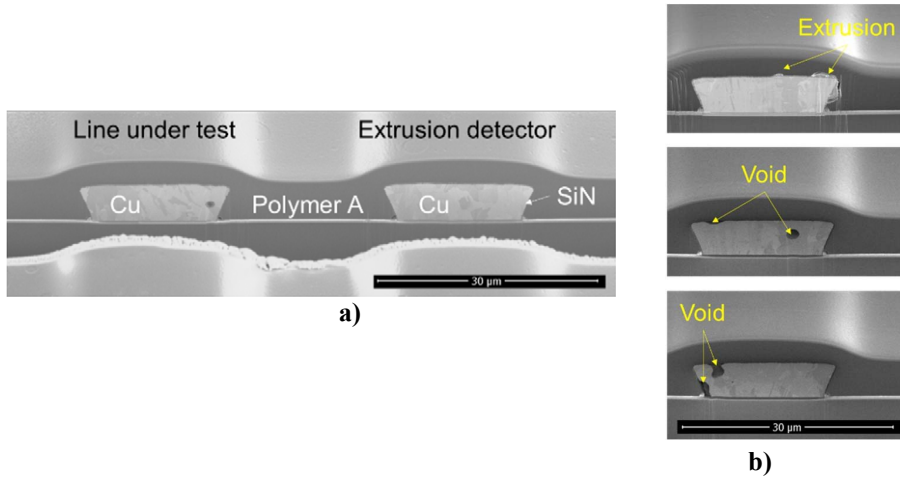 Line under test
Extrusion detector
Cu
Polymer A
Cu
SiN
30 µm
a)
Extrusion
Void
Void
30 µm
b)